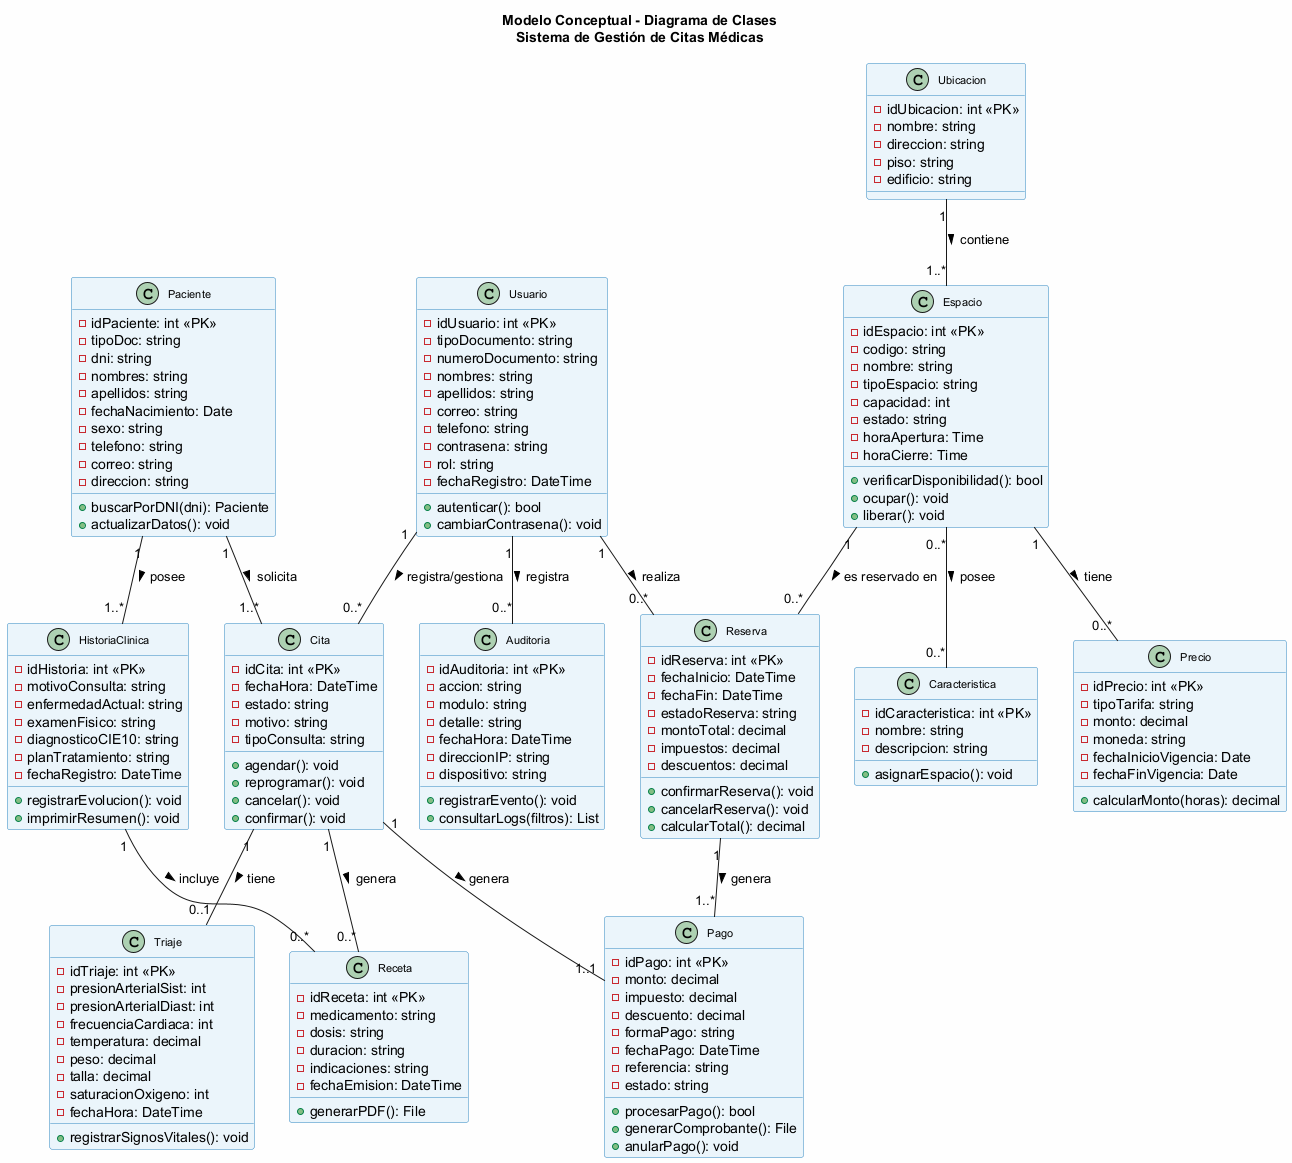 Modelo Conceptual - Diagrama de Clases
Sistema de Gestión de Citas Médicas
C Ubicacion
idUbicacion: int «PK»
nombre: string
direccion: string
piso: string
edificio: string
1
contiene
1..*
C Paciente
idPaciente: int «PK»
tipoDoc: string
dni: string
nombres: string
apellidos: string
fechaNacimiento: Date
sexo: string
telefono: string
correo: string
direccion: string
buscarPorDNI(dni): Paciente
actualizarDatos(): void
C Usuario
idUsuario: int «PK»
tipoDocumento: string
numeroDocumento: string
nombres: string
apellidos: string
correo: string
telefono: string
contrasena: string
rol: string
fechaRegistro: DateTime
autenticar(): bool
cambiarContrasena(): void
C Espacio
idEspacio: int «PK»
codigo: string
nombre: string
tipoEspacio: string
capacidad: int
estado: string
horaApertura: Time
horaCierre: Time
verificarDisponibilidad(): bool
ocupar(): void
liberar(): void
1
posee
1..*
1
solicita
1..*
1
registra/gestiona
0..*
1
registra
0..*
1
realiza
0..*
1
es reservado en
0..*
0..*
posee
0..*
1
tiene
0..*
C HistoriaClinica
idHistoria: int «PK»
motivoConsulta: string
enfermedadActual: string
examenFisico: string
diagnosticoCIE10: string
planTratamiento: string
fechaRegistro: DateTime
registrarEvolucion(): void
imprimirResumen(): void
C Cita
idCita: int «PK»
fechaHora: DateTime
estado: string
motivo: string
tipoConsulta: string
agendar(): void
reprogramar(): void
cancelar(): void
confirmar(): void
C Auditoria
idAuditoria: int «PK»
accion: string
modulo: string
detalle: string
fechaHora: DateTime
direccionIP: string
dispositivo: string
registrarEvento(): void
consultarLogs(filtros): List
C Reserva
idReserva: int «PK»
fechaInicio: DateTime
fechaFin: DateTime
estadoReserva: string
montoTotal: decimal
impuestos: decimal
descuentos: decimal
confirmarReserva(): void
cancelarReserva(): void
calcularTotal(): decimal
C Caracteristica
idCaracteristica: int «PK»
nombre: string
descripcion: string
asignarEspacio(): void
C Precio
idPrecio: int «PK»
tipoTarifa: string
monto: decimal
moneda: string
fechaInicioVigencia: Date
fechaFinVigencia: Date
calcularMonto(horas): decimal
1
incluye
0..*
1
tiene
0..1
1
genera
0..*
1
genera
1..1
1
genera
1..*
C Triaje
idTriaje: int «PK»
presionArterialSist: int
presionArterialDiast: int
frecuenciaCardiaca: int
temperatura: decimal
peso: decimal
talla: decimal
saturacionOxigeno: int
fechaHora: DateTime
registrarSignosVitales(): void
C Receta
idReceta: int «PK»
medicamento: string
dosis: string
duracion: string
indicaciones: string
fechaEmision: DateTime
generarPDF(): File
C Pago
idPago: int «PK»
monto: decimal
impuesto: decimal
descuento: decimal
formaPago: string
fechaPago: DateTime
referencia: string
estado: string
procesarPago(): bool
generarComprobante(): File
anularPago(): void